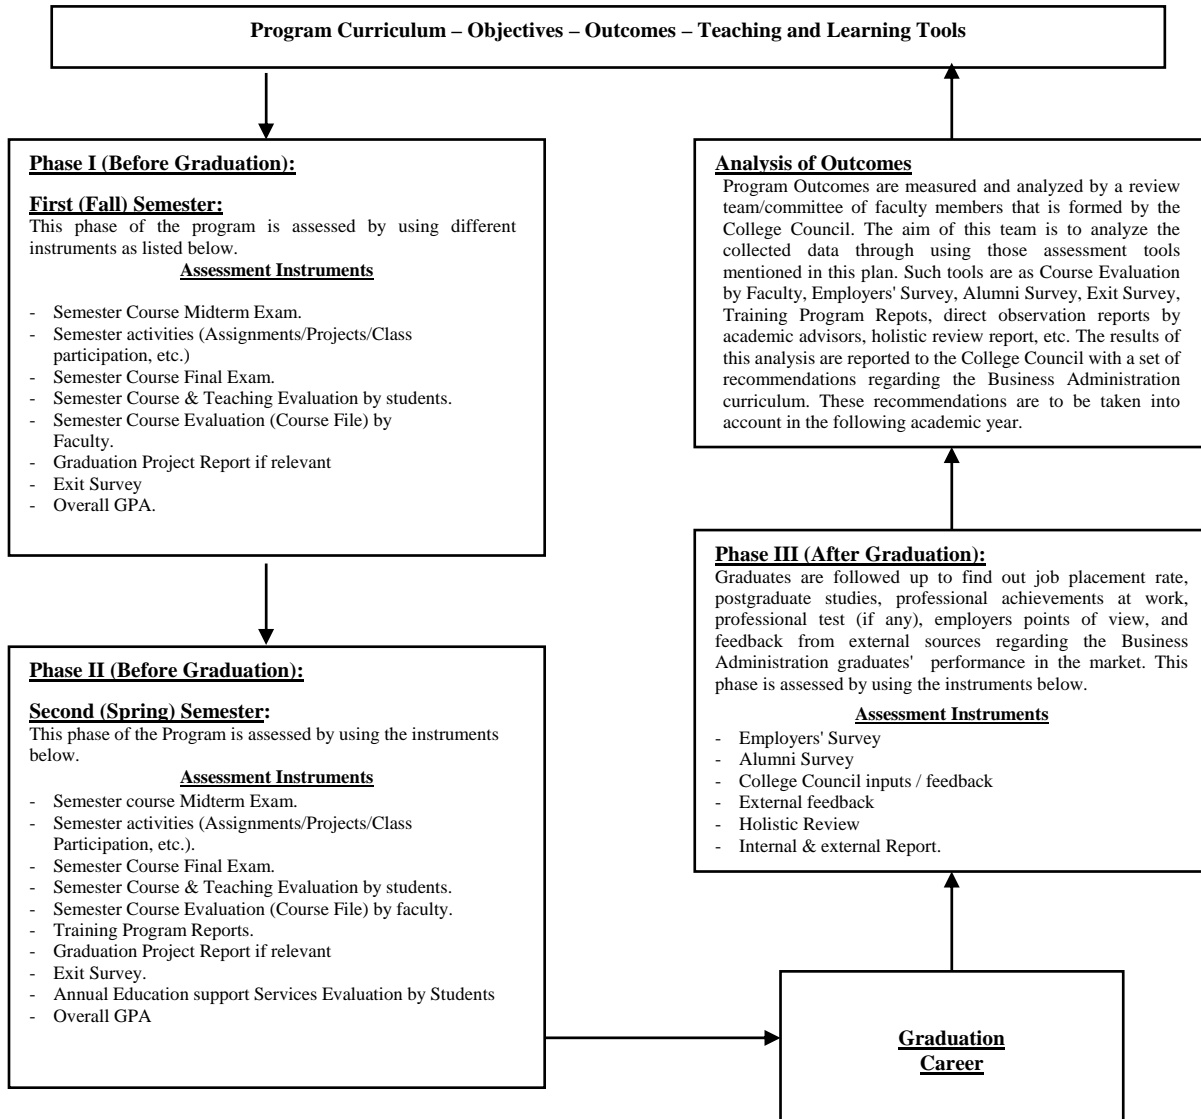 Program Curriculum – Objectives – Outcomes – Teaching and Learning Tools
Phase I (Before Graduation):
First (Fall) Semester:
This phase of the program is assessed by using different
instruments as listed below.
Assessment Instruments
- Semester Course Midterm Exam.
- Semester activities (Assignments/Projects/Class
participation, etc.)
- Semester Course Final Exam.
- Semester Course & Teaching Evaluation by students.
- Semester Course Evaluation (Course File) by
Faculty.
- Graduation Project Report if relevant
- Exit Survey
- Overall GPA.
Phase II (Before Graduation):
Second (Spring) Semester:
This phase of the Program is assessed by using the instruments
below.
Assessment Instruments
- Semester course Midterm Exam.
- Semester activities (Assignments/Projects/Class
Participation, etc.).
- Semester Course Final Exam.
- Semester Course & Teaching Evaluation by students.
- Semester Course Evaluation (Course File) by faculty.
- Training Program Reports.
- Graduation Project Report if relevant
- Exit Survey.
- Annual Education support Services Evaluation by Students
- Overall GPA
Graduation
Career
Phase III (After Graduation):
Graduates are followed up to find out job placement rate,
postgraduate studies, professional achievements at work,
professional test (if any), employers points of view, and
feedback from external sources regarding the Business
Administration graduates' performance in the market. This
phase is assessed by using the instruments below.
Assessment Instruments
- Employers' Survey
- Alumni Survey
- College Council inputs / feedback
- External feedback
- Holistic Review
- Internal & external Report.
Analysis of Outcomes
Program Outcomes are measured and analyzed by a review
team/committee of faculty members that is formed by the
College Council. The aim of this team is to analyze the
collected data through using those assessment tools
mentioned in this plan. Such tools are as Course Evaluation
by Faculty, Employers' Survey, Alumni Survey, Exit Survey,
Training Program Repots, direct observation reports by
academic advisors, holistic review report, etc. The results of
this analysis are reported to the College Council with a set of
recommendations regarding the Business Administration
curriculum. These recommendations are to be taken into
account in the following academic year.